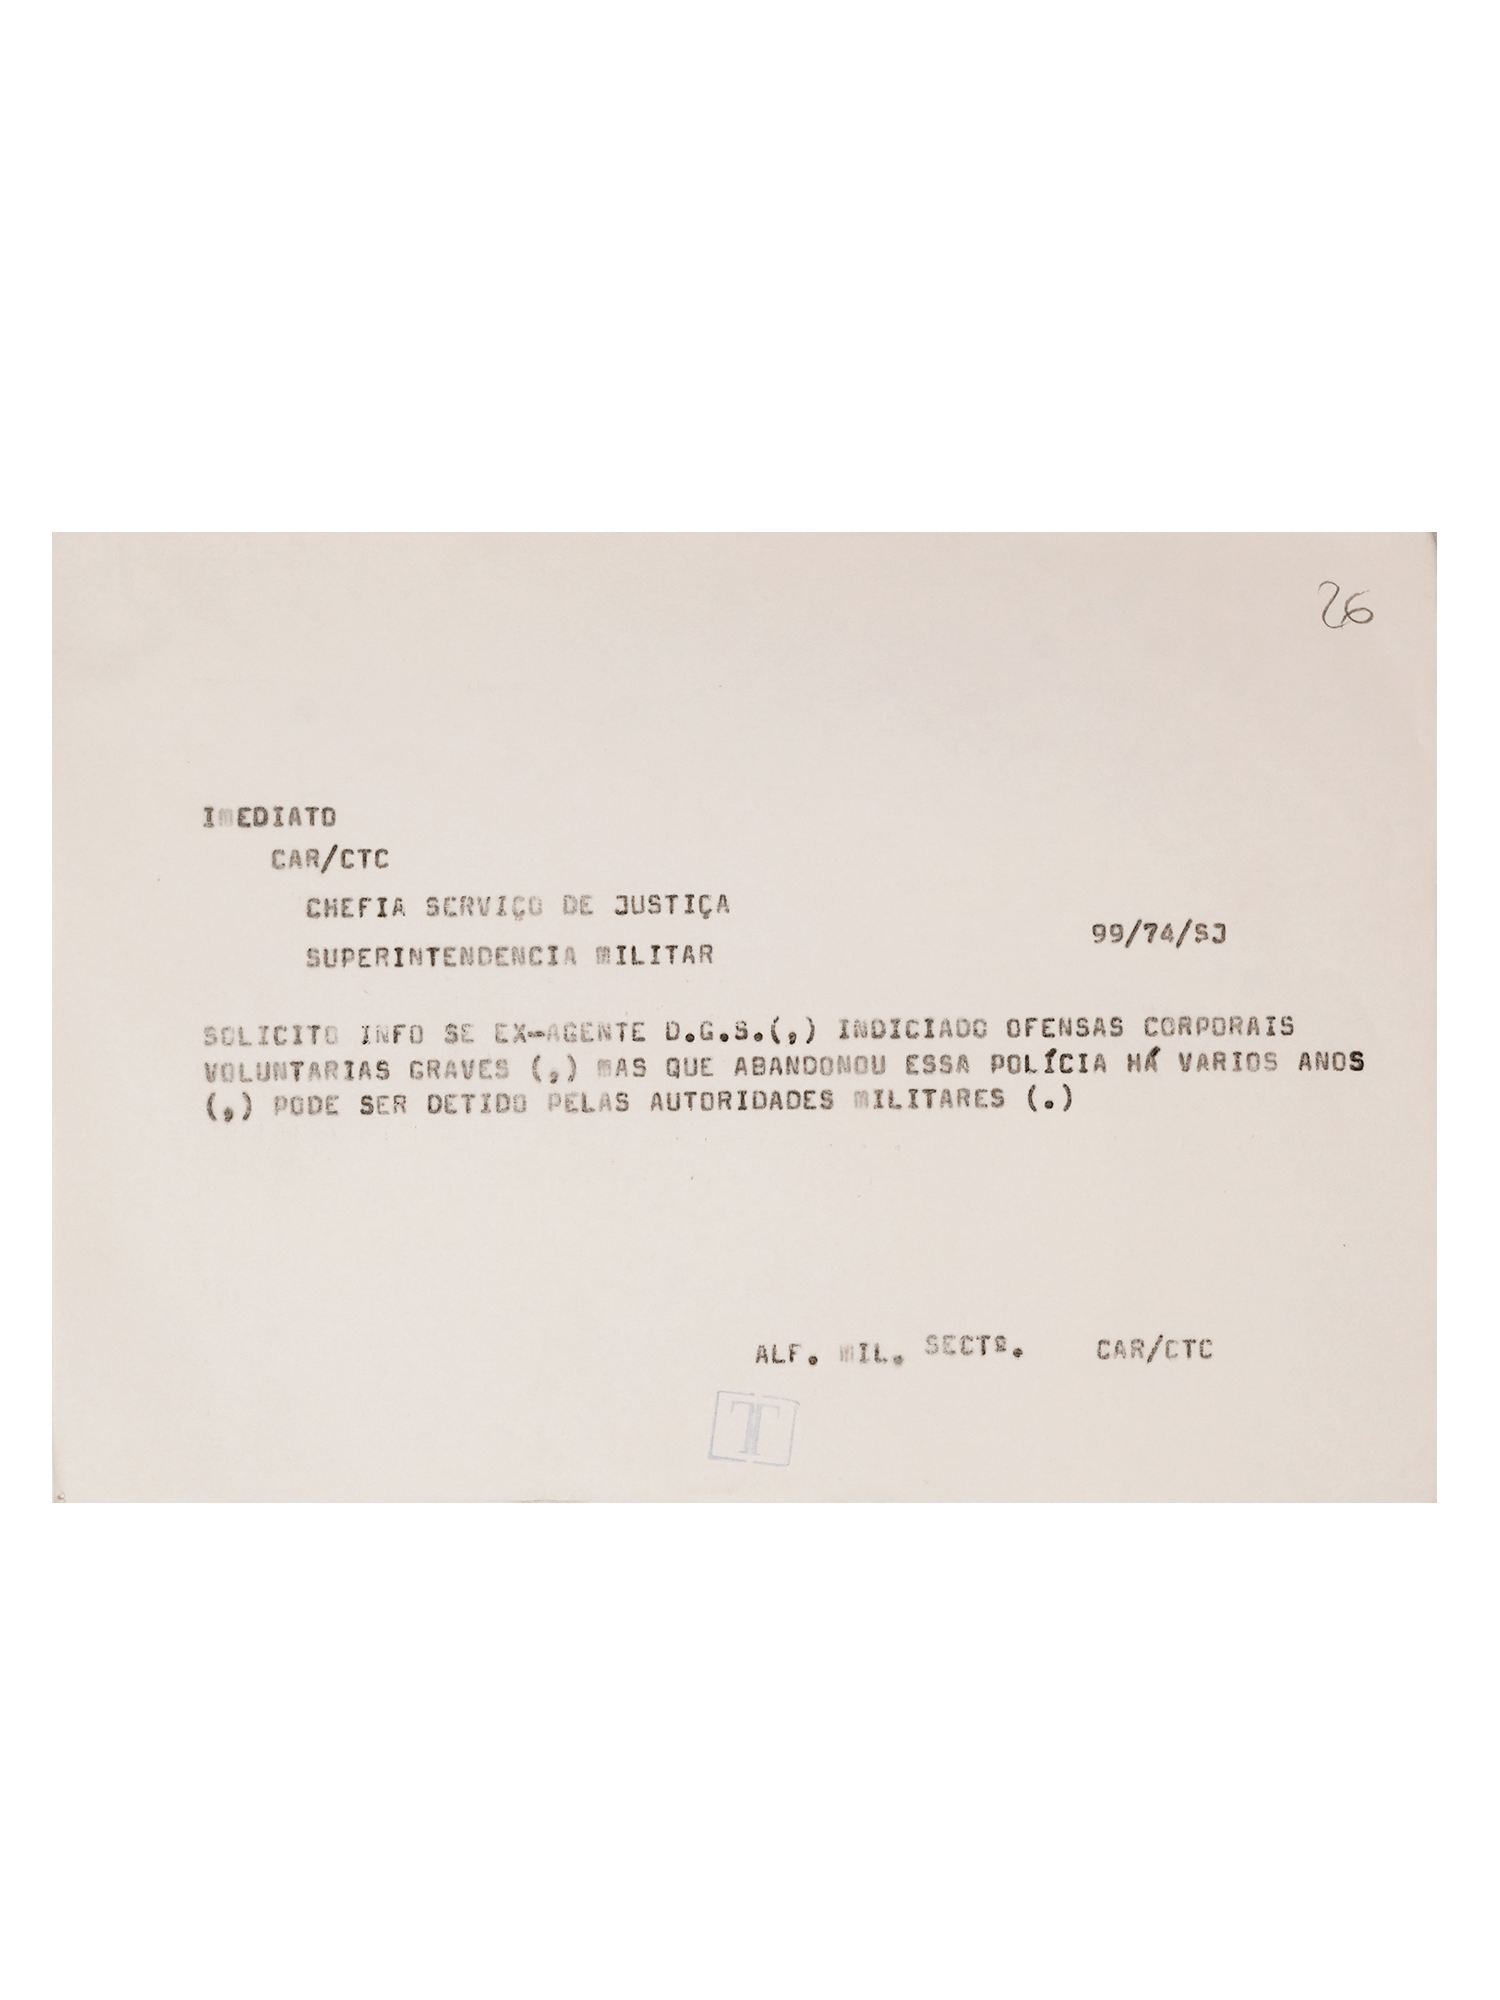 26
IMEDIATO
CAR/CTC
CHEFIA SERVIÇO DE JUSTIÇA
99/74/SJ
SUPERINTENDENCIA MILITAR
SOLICITO INFO SE EX-AGENTE D.G.S.(,) INDICIADO OFENSAS CORPORAIS
VOLUNTARIAS GRAVES (,) MAS QUE ABANDONOU ESSA POLÍCIA HÁ VARIOS ANOS
(,) PODE SER DETIDO PELAS AUTORIDADES MILITARES (.)
ALF. MIL. SECTº. CAR/CTC
T